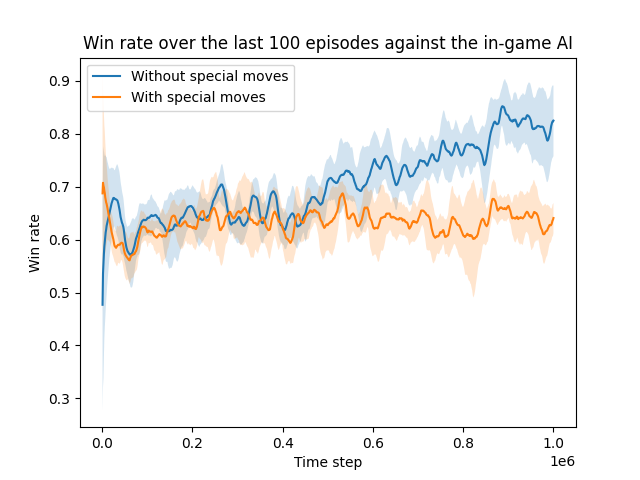 Win rate over the last 100 episodes against the in-game AI
Without special moves
With special moves
Win rate
0.9
0.8
0.7
0.6
0.5
0.4
0.3
0.0
0.2
0.4
0.6
0.8
1.0
1e6
Time step